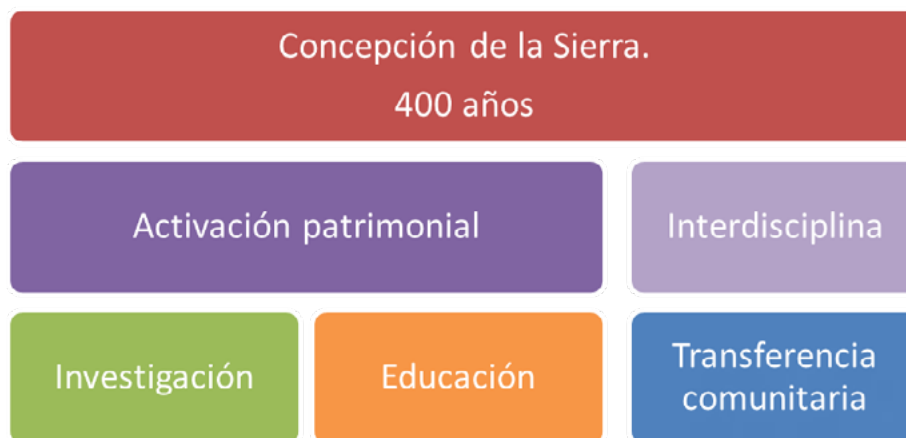 Concepción de la Sierra.
400 años
Activación patrimonial
Interdisciplina
Investigación
Educación
Transferencia
comunitaria